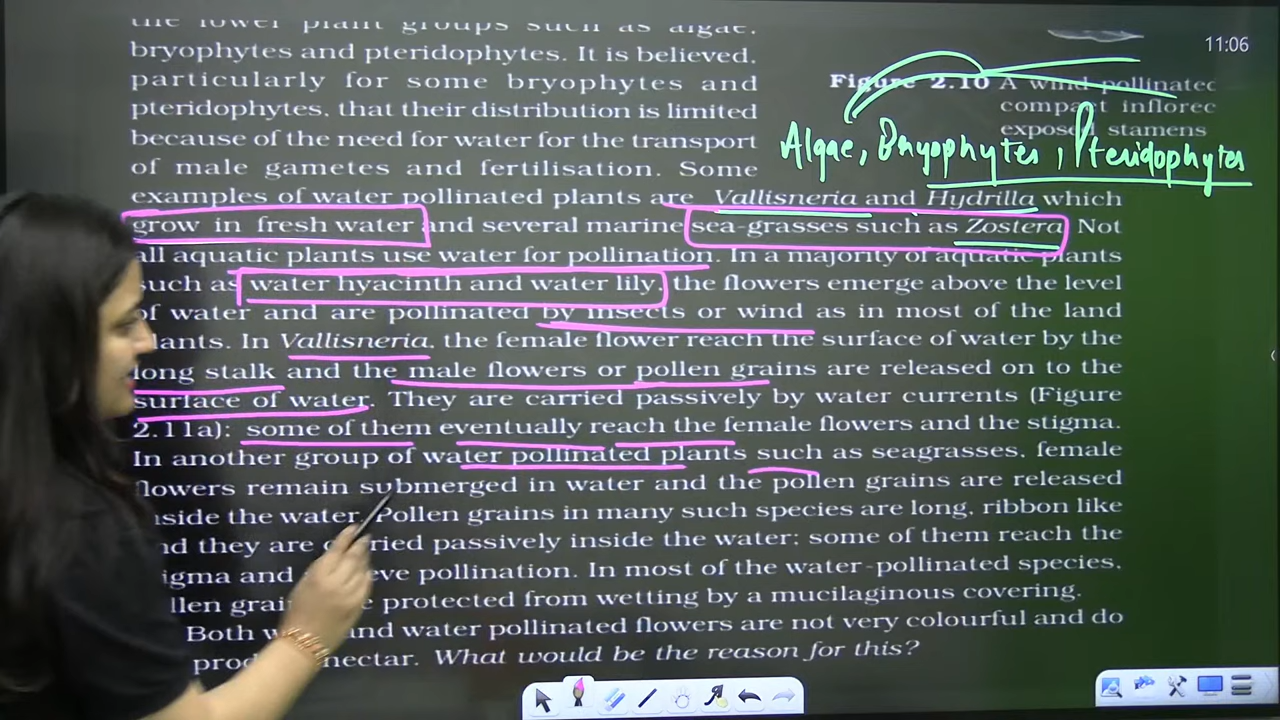 the lower plant groups such as algae,
bryophytes and pteridophytes. It is believed,
particularly for some bryophytes and
pteridophytes, that their distribution is limited
because of the need for water for the transport
of male gametes and fertilisation. Some
examples of water pollinated plants are Vallisneria and Hydrilla which
grow in fresh water and several marine sea-grasses such as Zostera Not
all aquatic plants use water for pollination. In a majority of aquatic plants
such as water hyacinth and water lily, the flowers emerge above the level
of water and are pollinated by insects or wind as in most of the land
plants. In Vallisneria, the female flower reach the surface of water by the
long stalk and the male flowers or pollen grains are released on to the
surface of water. They are carried passively by water currents (Figure
2.11a); some of them eventually reach the female flowers and the stigma.
In another group of water pollinated plants such as seagrasses, female
flowers remain submerged in water and the pollen grains are released
inside the water. Pollen grains in many such species are long, ribbon like
and they are carried passively inside the water; some of them reach the
stigma and pollination. In most of the water-pollinated species,
pollen protected from wetting by a mucilaginous covering.
Both and water pollinated flowers are not very colourful and do
nectar. What would be the reason for this?
11:06
Figure 2.10 A wind pollinated
compact inflorec
exposed stamens
Algae, Bryophytes, Pteridophytes